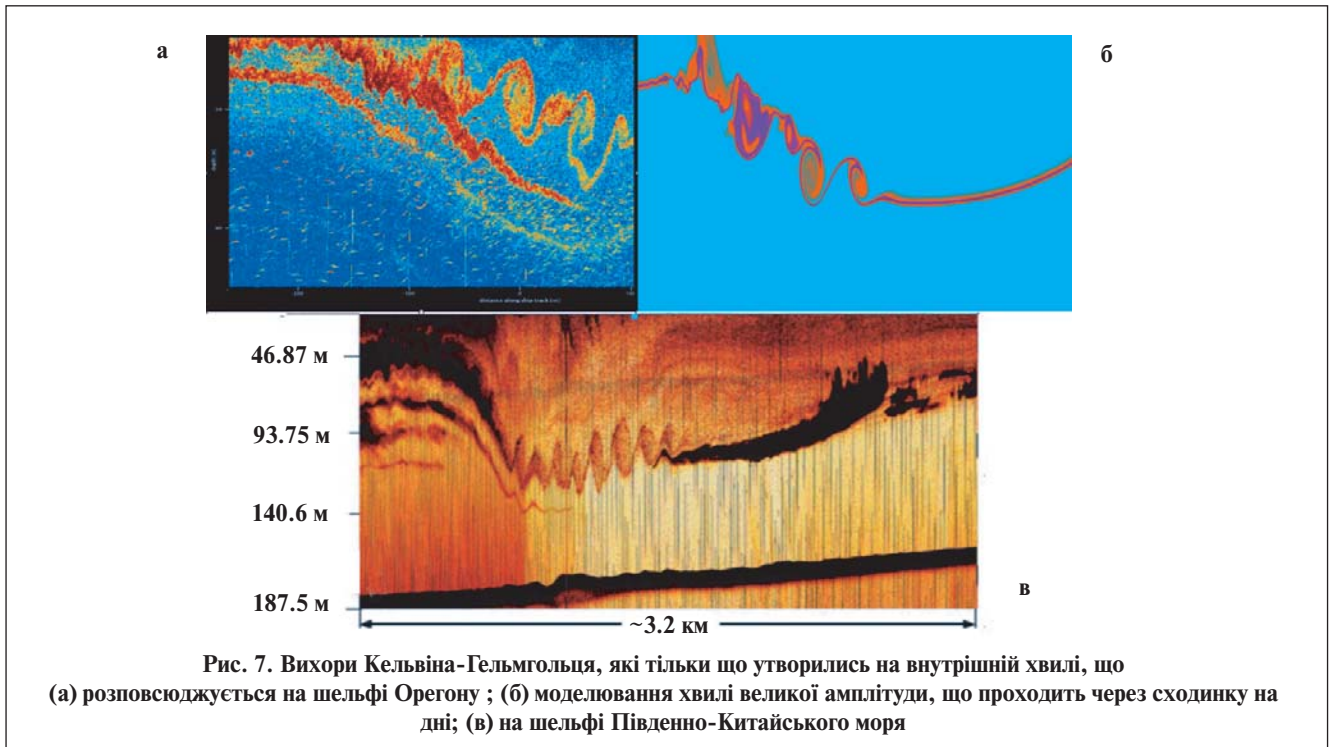 а
б
46.87 м
93.75 м
140.6 м
187.5 м
в
~3.2 км
Рис. 7. Вихори Кельвіна-Гельмгольця, які тільки що утворились на внутрішній хвилі, що
(а) розповсюджується на шельфі Орегону ; (б) моделювання хвилі великої амплітуди, що проходить через сходинку на
дні; (в) на шельфі Південно-Китайського моря